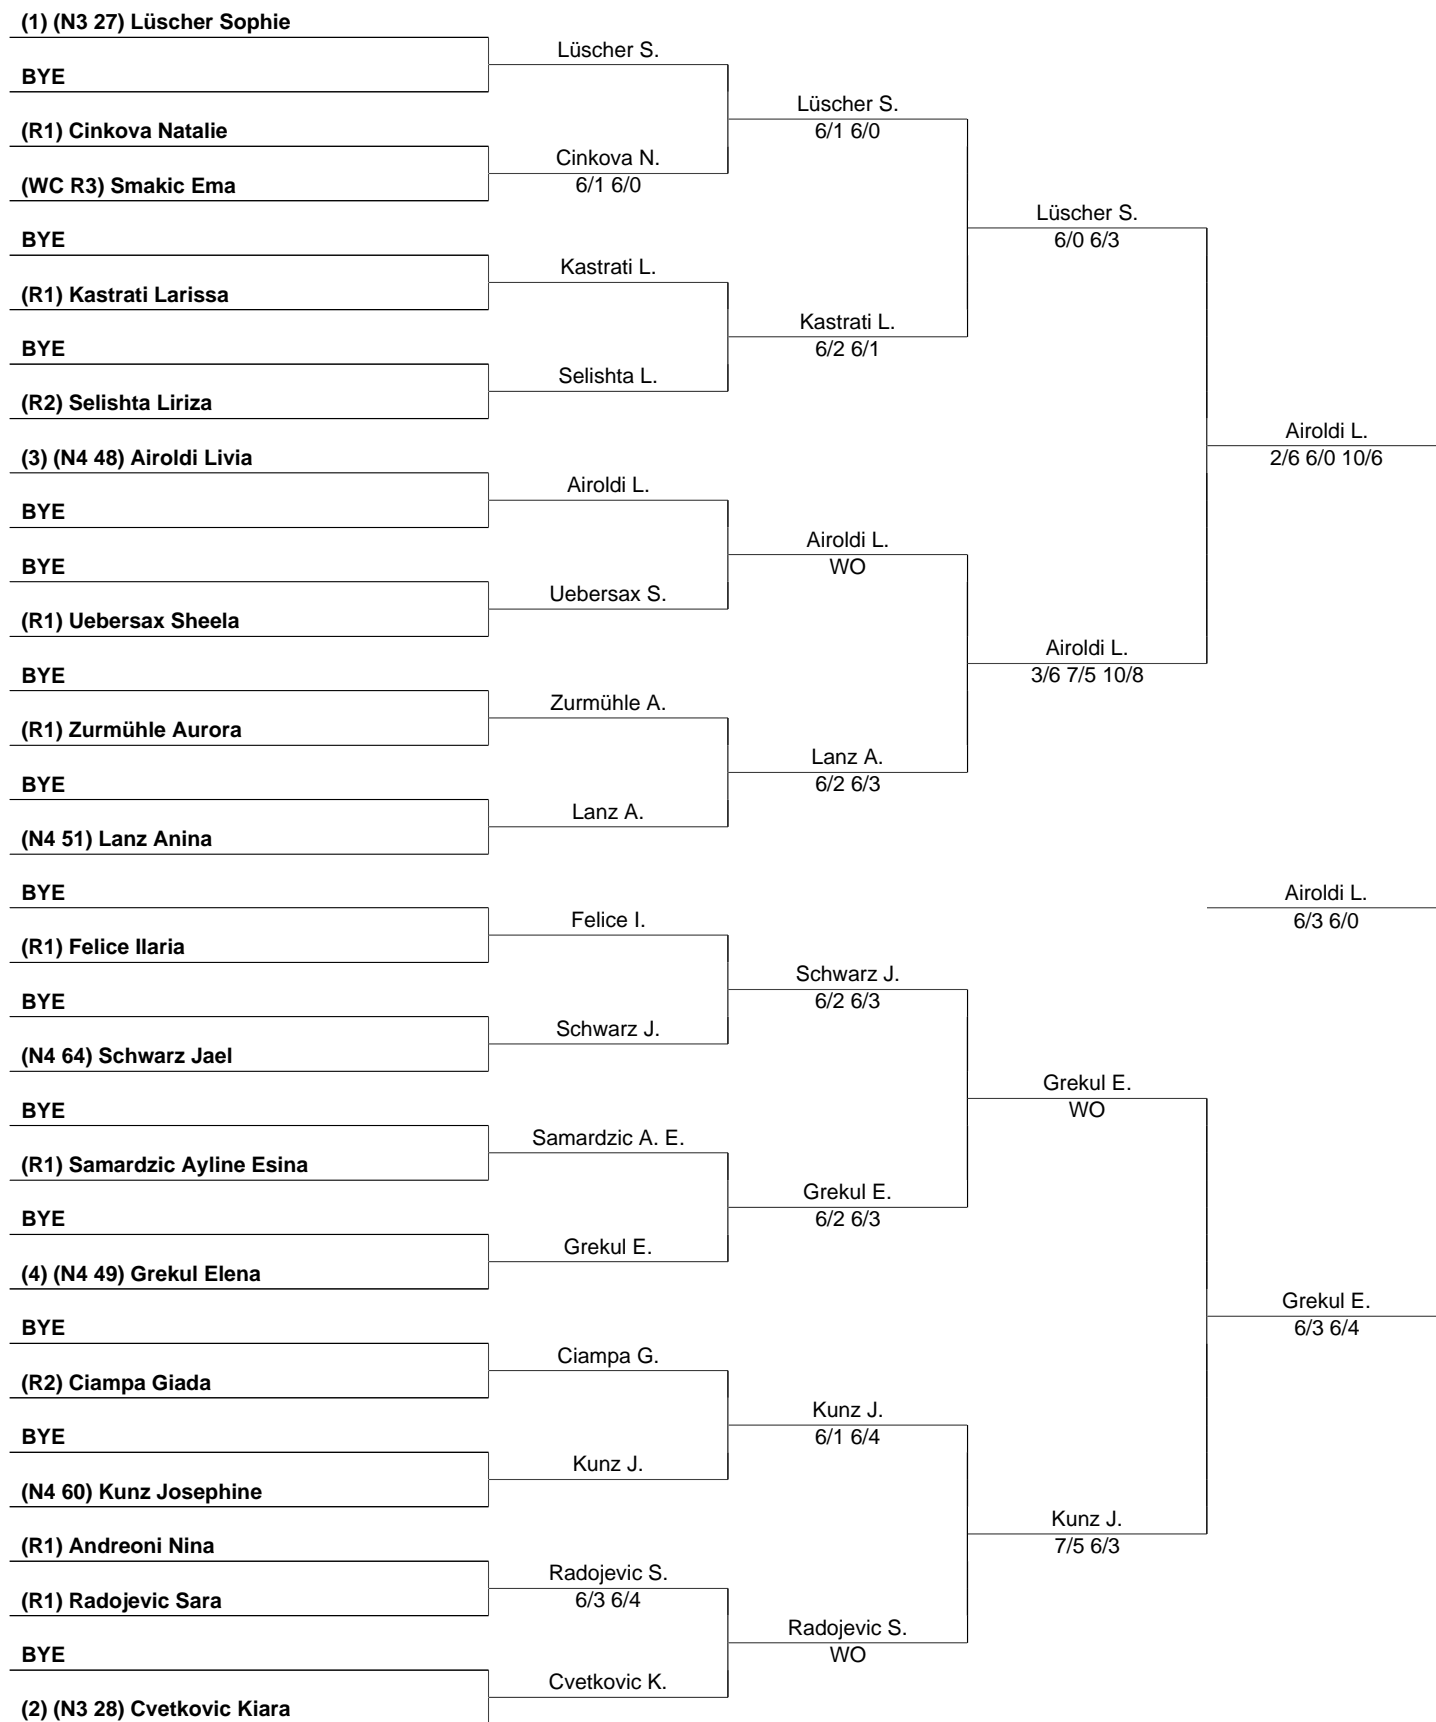 (1) (N3 27) Lüscher Sophie
BYE
(R1) Cinkova Natalie
(WC R3) Smakic Ema
BYE
(R1) Kastrati Larissa
BYE
(R2) Selishta Liriza
(3) (N4 48) Airoldi Livia
BYE
BYE
(R1) Uebersax Sheela
BYE
(R1) Zurmühle Aurora
BYE
(N4 51) Lanz Anina
BYE
(R1) Felice Ilaria
BYE
(N4 64) Schwarz Jael
BYE
(R1) Samardzic Ayline Esina
BYE
(4) (N4 49) Grekul Elena
BYE
(R2) Ciampa Giada
BYE
(N4 60) Kunz Josephine
(R1) Andreoni Nina
(R1) Radojevic Sara
BYE
(2) (N3 28) Cvetkovic Kiara
Lüscher S.
Cinkova N.
6/1 6/0
Kastrati L.
Selishta L.
Airoldi L.
Uebersax S.
Zurmühle A.
Lanz A.
Felice I.
Schwarz J.
Samardzic A. E.
Grekul E.
Ciampa G.
Kunz J.
Radojevic S.
6/3 6/4
Cvetkovic K.
Lüscher S.
6/1 6/0
Kastrati L.
6/2 6/1
Airoldi L.
WO
Lanz A.
6/2 6/3
Schwarz J.
6/2 6/3
Grekul E.
6/2 6/3
Kunz J.
6/1 6/4
Radojevic S.
WO
Lüscher S.
6/0 6/3
Airoldi L.
3/6 7/5 10/8
Grekul E.
WO
Kunz J.
7/5 6/3
Airoldi L.
2/6 6/0 10/6
Airoldi L.
6/3 6/0
Grekul E.
6/3 6/4